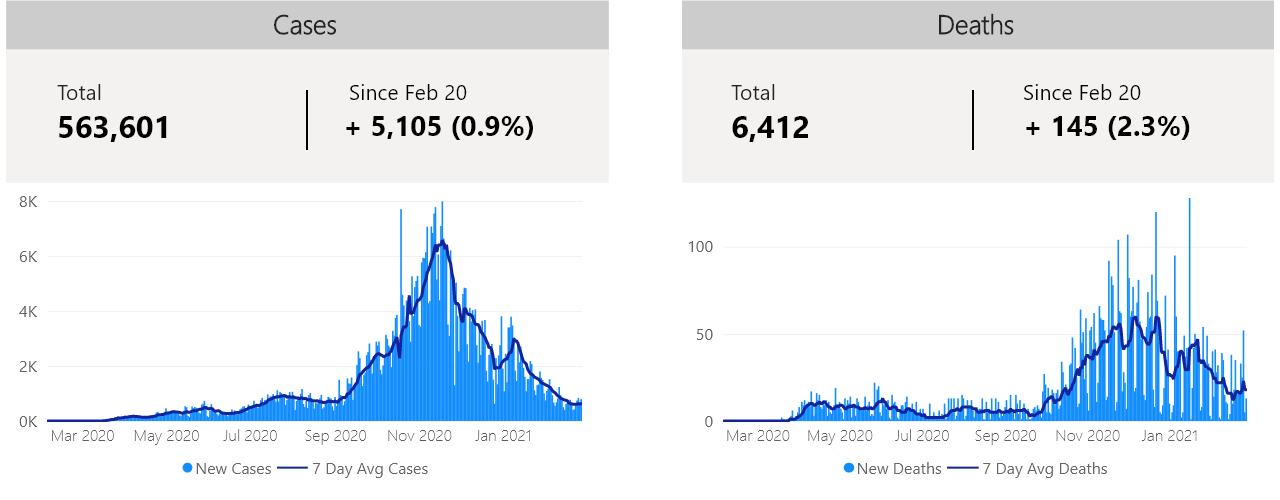 Cases
Total
563,601
Since Feb 20
+ 5,105 (0.9%)
8K
6K
4K
2K
0K
Mar 2020 May 2020 Jul 2020 Sep 2020 Nov 2020 Jan 2021
New Cases 7 Day Avg Cases
Deaths
Total
6,412
Since Feb 20
+ 145 (2.3%)
100
50
0
Mar 2020 May 2020 Jul 2020 Sep 2020 Nov 2020 Jan 2021
New Deaths 7 Day Avg Deaths